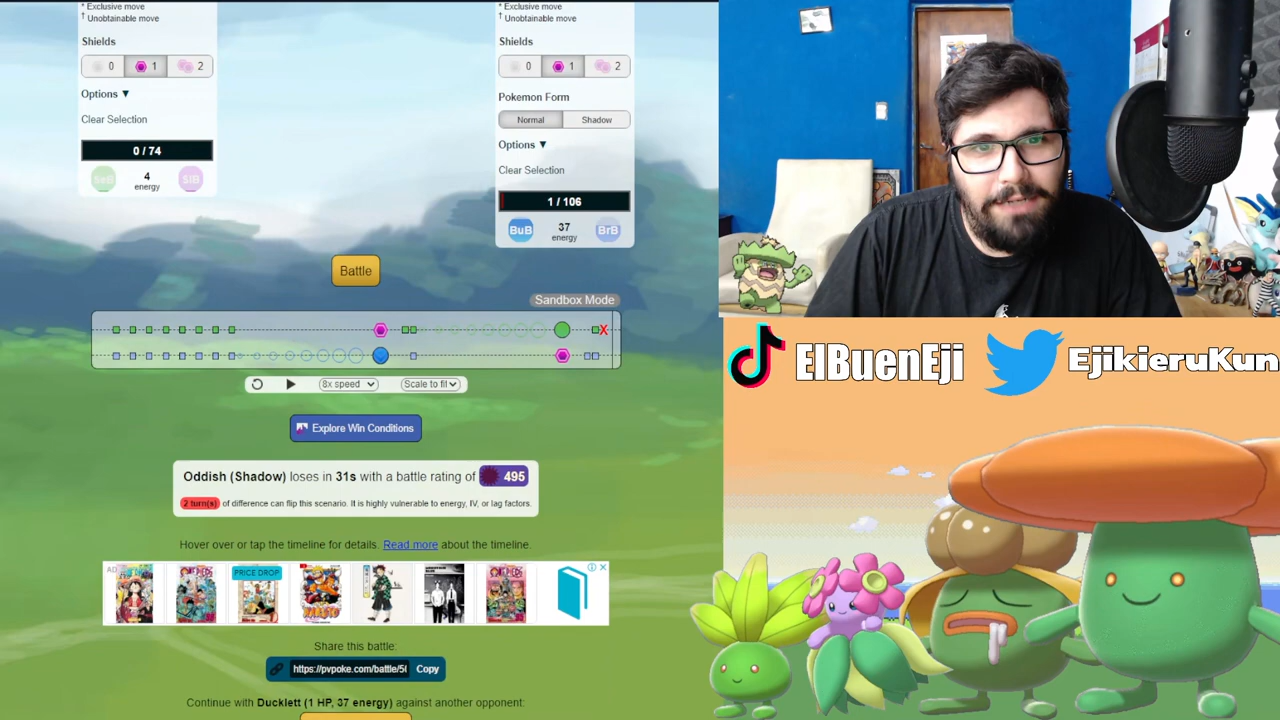 * Exclusive move
† Unobtainable move
Shields
0 1 2
Options ▼
Clear Selection
0 / 74
SeB 4 SlB
energy
* Exclusive move
† Unobtainable move
Shields
0 1 2
Pokemon Form
Normal Shadow
Options ▼
Clear Selection
1 / 106
BuB 37 BrB
energy
Battle
Sandbox Mode
X
8x speed Scale to fit
Explore Win Conditions
Oddish (Shadow) loses in 31s with a battle rating of 495
2 turn(s) of difference can flip this scenario. It is highly vulnerable to energy, IV, or lag factors.
Hover over or tap the timeline for details. Read more about the timeline.
AD
PRICE DROP
Share this battle:
https://pvpoke.com/battle/5 Copy
Continue with Ducklett (1 HP, 37 energy) against another opponent:
ElBuenEji
EjikieruKun